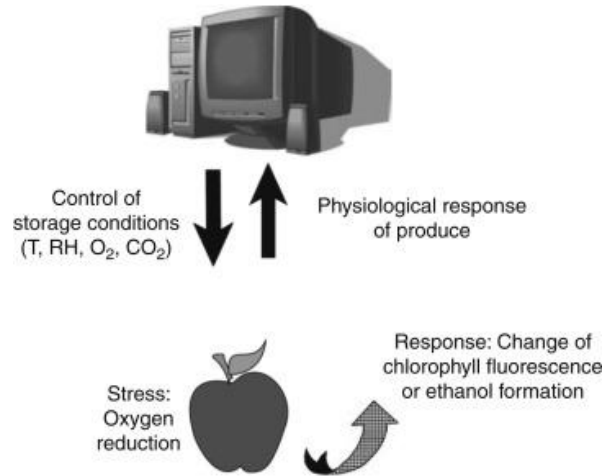 Control of
storage conditions
(T, RH, O₂, CO₂)
Physiological response
of produce
Response: Change of
chlorophyll fluorescence
or ethanol formation
Stress:
Oxygen
reduction